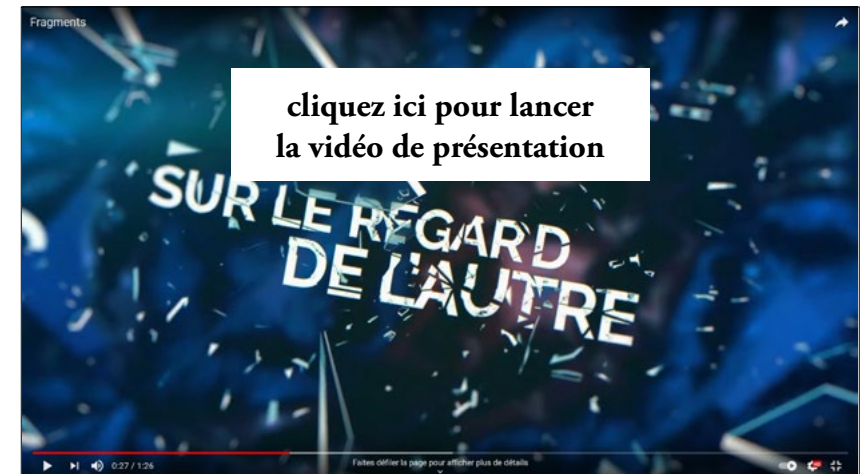 Fragments
cliquez ici pour lancer
la vidéo de présentation
SUR LE REGARD
DE L'AUTRE
0:27 / 1:26
Faites défiler la page pour afficher plus de détails